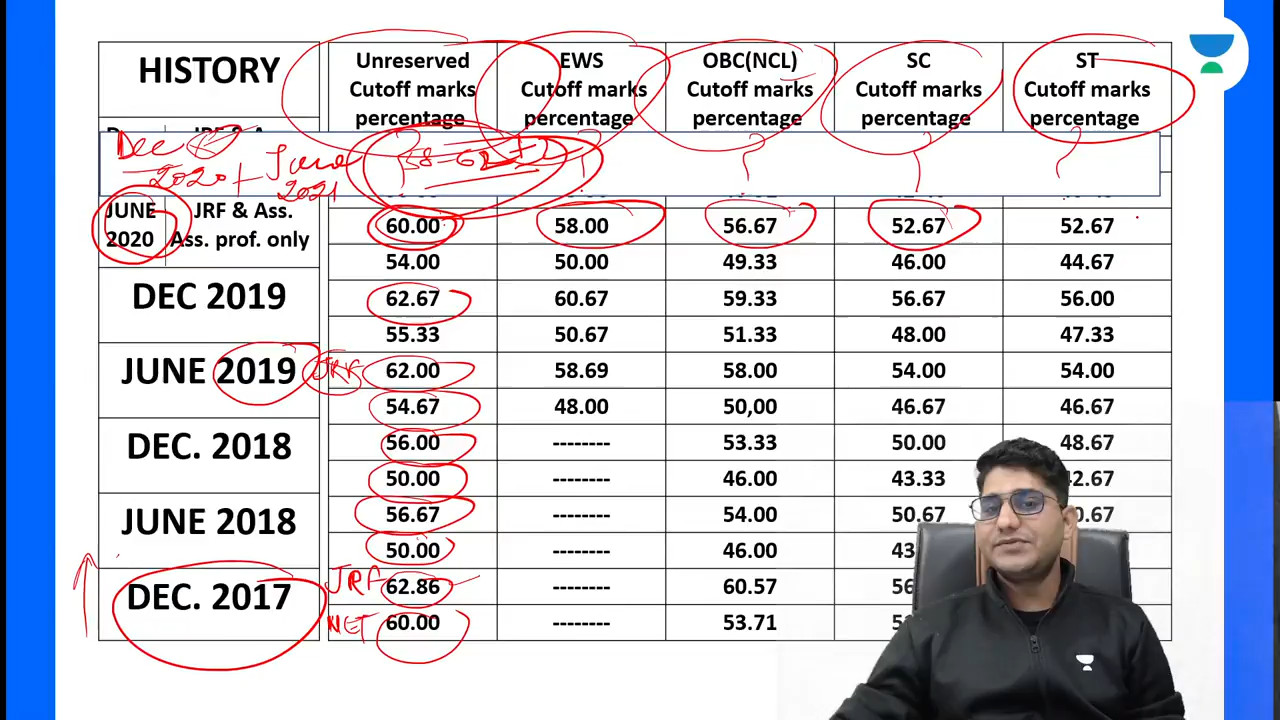 HISTORY
Unreserved Cutoff marks percentage
EWS Cutoff marks percentage
OBC(NCL) Cutoff marks percentage
SC Cutoff marks percentage
ST Cutoff marks percentage
Dec 2020 + June 2021 58-62 ? ? ? ? ?
JUNE 2020 JRF & Ass. 60.00 58.00 56.67 52.67 52.67
Ass. prof. only 54.00 50.00 49.33 46.00 44.67
DEC 2019 62.67 60.67 59.33 56.67 56.00
55.33 50.67 51.33 48.00 47.33
JUNE 2019 JRF 62.00 58.69 58.00 54.00 54.00
54.67 48.00 50,00 46.67 46.67
DEC. 2018 56.00 -------- 53.33 50.00 48.67
50.00 -------- 46.00 43.33
JUNE 2018 56.67 -------- 54.00 50.67
50.00 -------- 46.00
DEC. 2017 JRF 62.86 -------- 60.57
NET 60.00 -------- 53.71